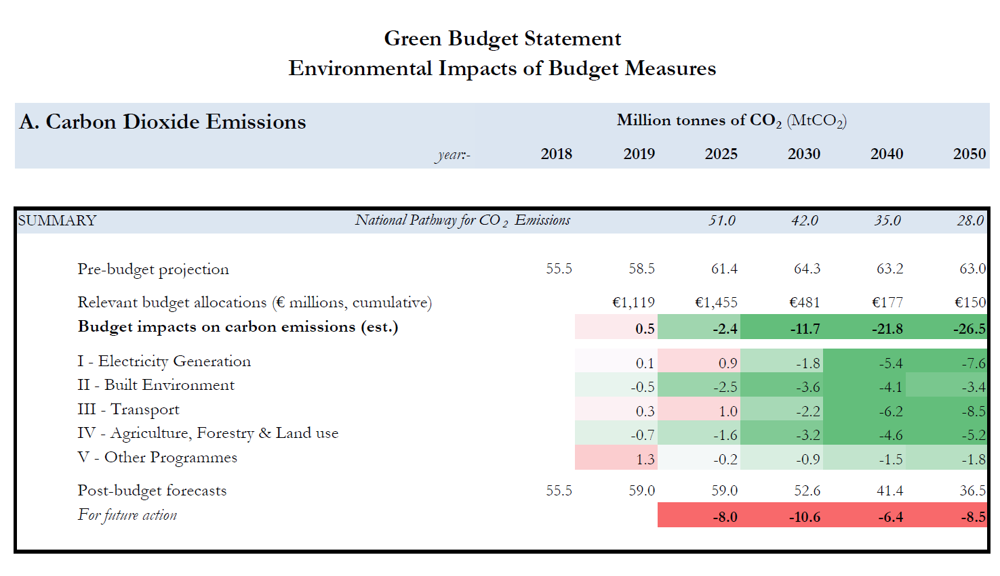 Green Budget Statement
Environmental Impacts of Budget Measures
A. Carbon Dioxide Emissions Million tonnes of CO2 (MtCO2)
year:- 2018 2019 2025 2030 2040 2050
SUMMARY National Pathway for CO2 Emissions 51.0 42.0 35.0 28.0
Pre-budget projection 55.5 58.5 61.4 64.3 63.2 63.0
Relevant budget allocations (€ millions, cumulative) €1,119 €1,455 €481 €177 €150
Budget impacts on carbon emissions (est.) 0.5 -2.4 -11.7 -21.8 -26.5
I - Electricity Generation 0.1 0.9 -1.8 -5.4 -7.6
II - Built Environment -0.5 -2.5 -3.6 -4.1 -3.4
III - Transport 0.3 1.0 -2.2 -6.2 -8.5
IV - Agriculture, Forestry & Land use -0.7 -1.6 -3.2 -4.6 -5.2
V - Other Programmes 1.3 -0.2 -0.9 -1.5 -1.8
Post-budget forecasts 55.5 59.0 59.0 52.6 41.4 36.5
For future action -8.0 -10.6 -6.4 -8.5